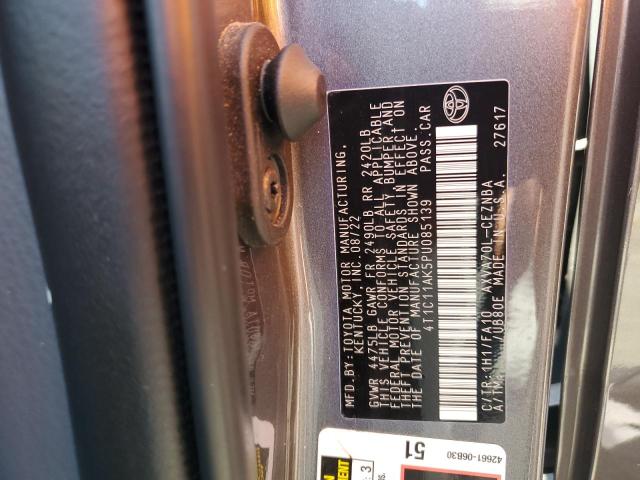 MFD.BY:TOYOTA MOTOR MANUFACTURING,
KENTUCKY, INC. 08/22
GVWR 4475LB GAWR FR 2490LB RR 2420LB
THIS VEHICLE CONFORMS TO ALL APPLICABLE
FEDERAL MOTOR VEHICLE SAFETY, BUMPER, AND
THEFT PREVENTION STANDARDS IN EFFECT ON
THE DATE OF MANUFACTURE SHOWN ABOVE.
4T1C11AK5PU085139 PASS.CAR
C/TR:1H1/FA10 AXVA70L-CEZNBA
A/TM: /UB80E MADE IN U.S.A. 27617
42661-06B30
51